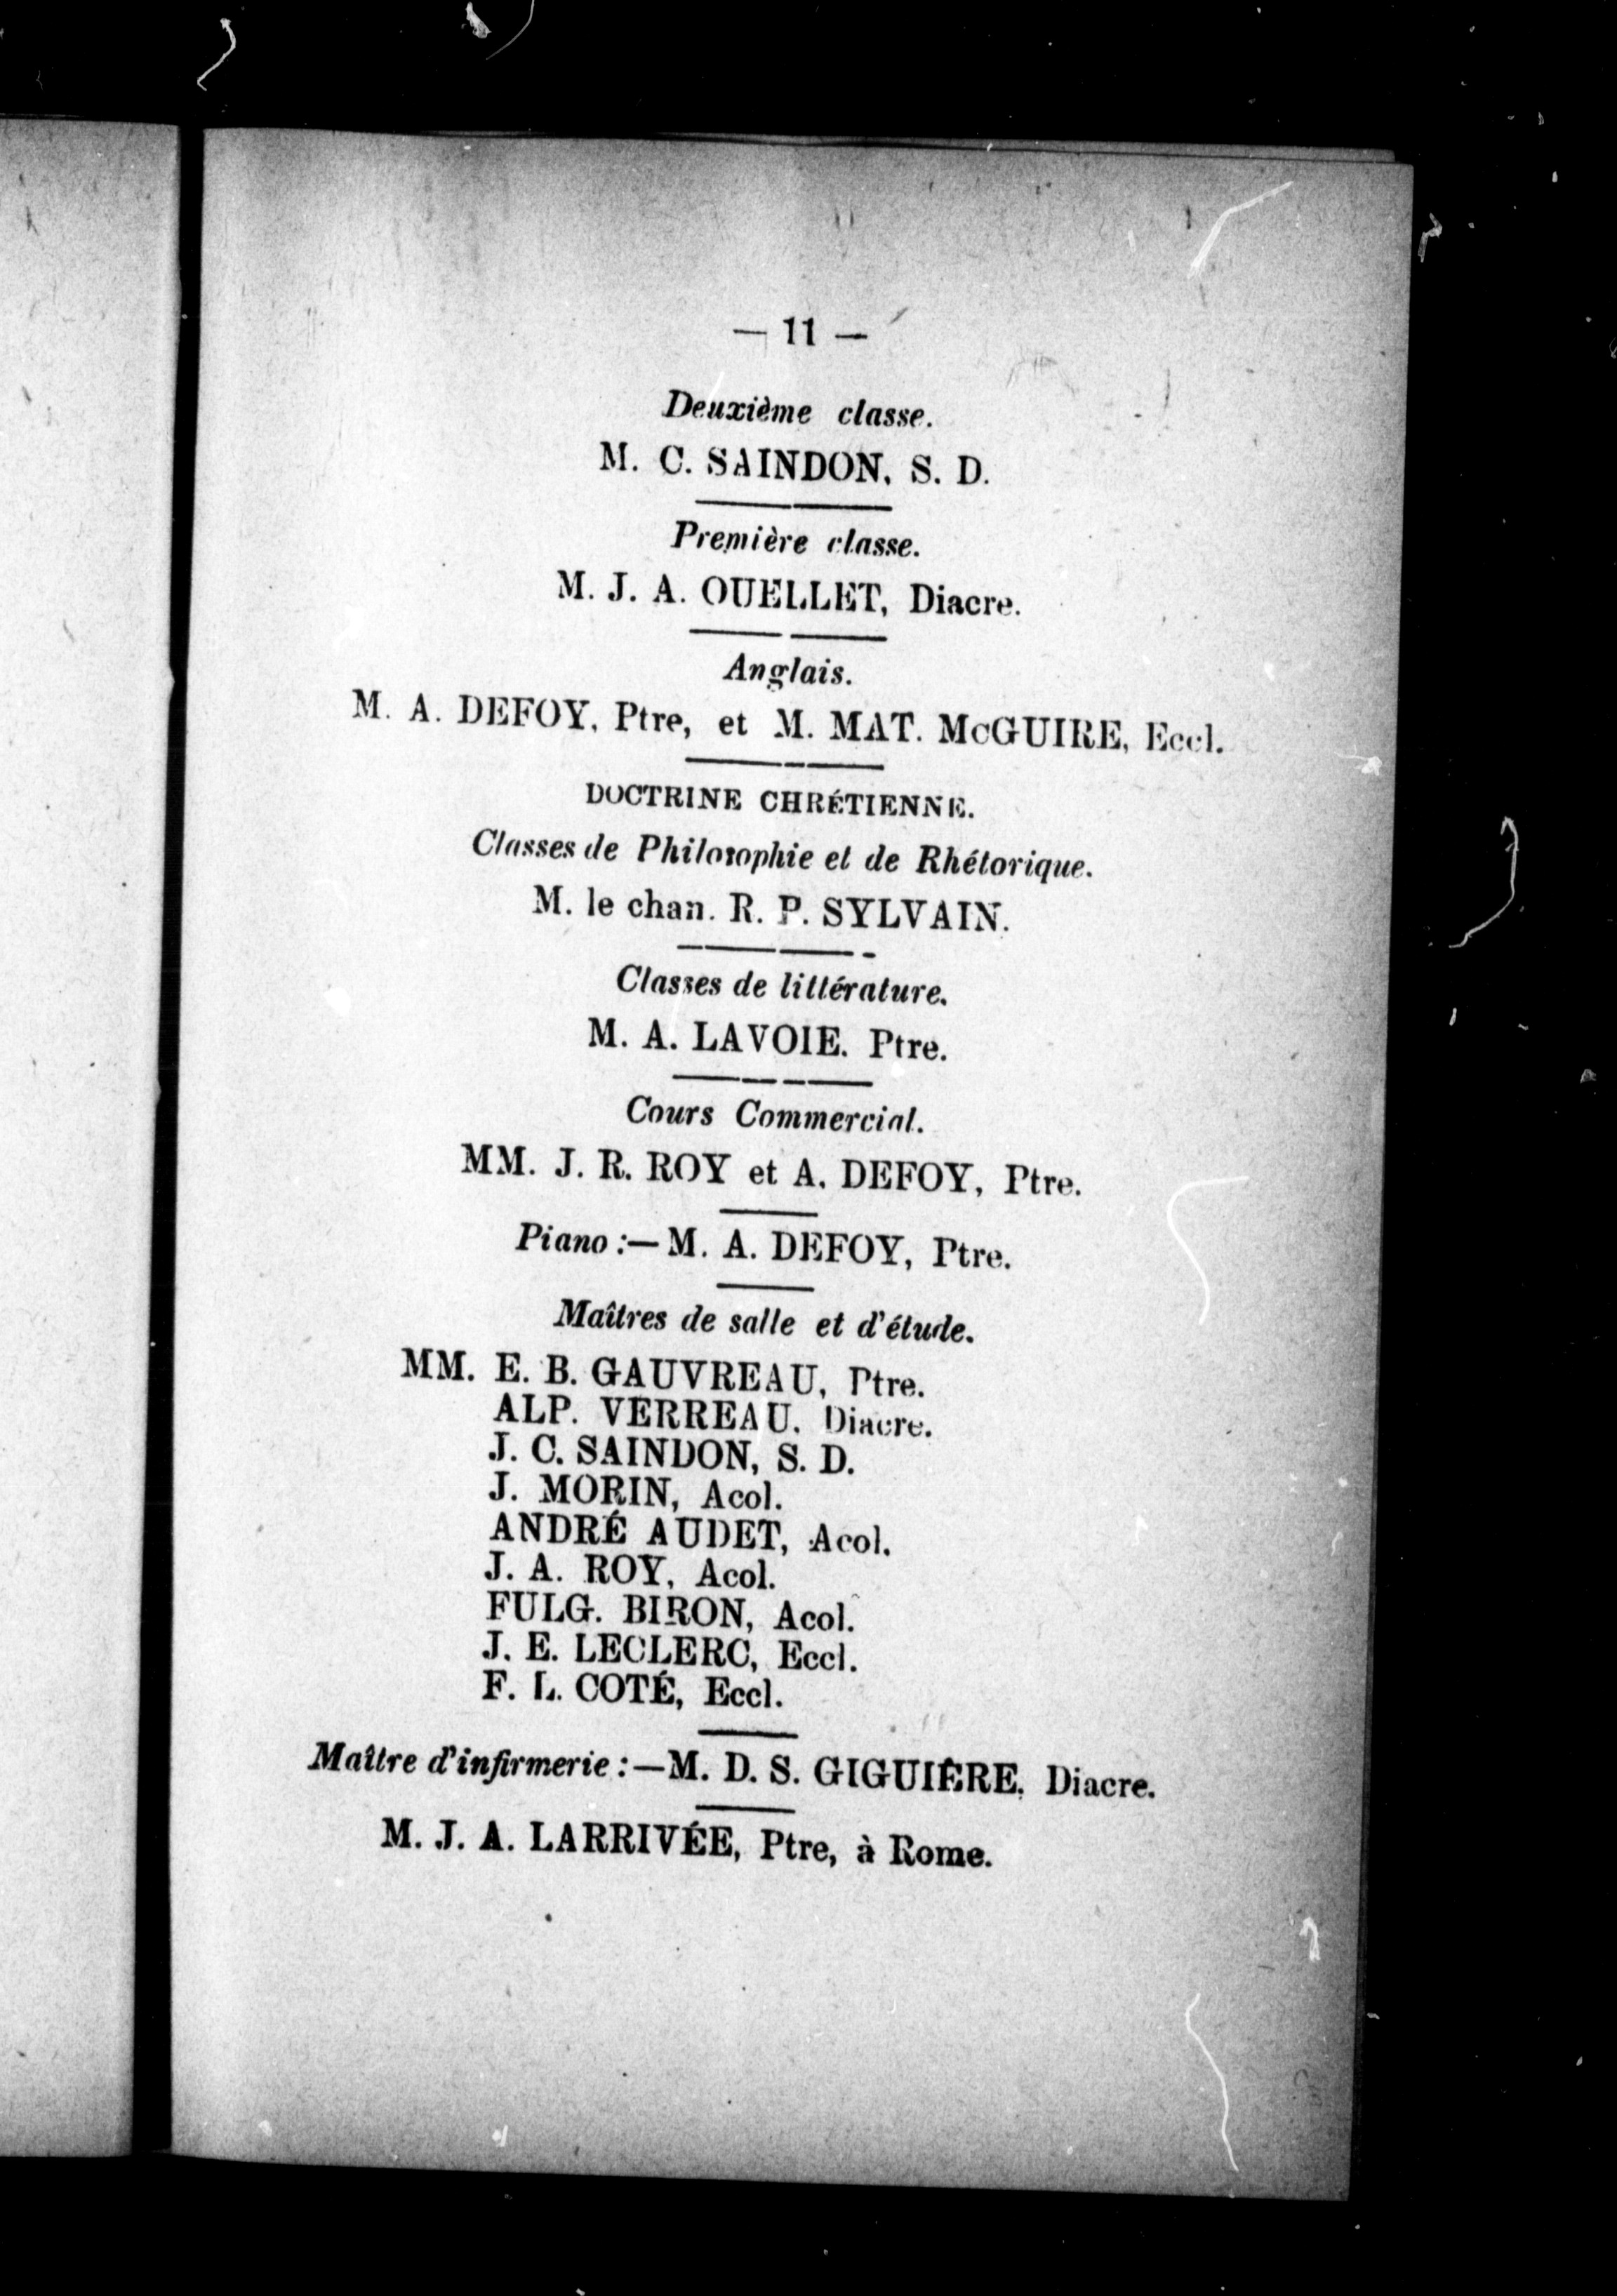 — 11 —
Deuxième classe.
M. C. SAINDON, S. D.
Première classe.
M. J. A. OUELLET, Diacre.
Anglais.
M. A. DEFOY, Ptre, et M. MAT. McGUIRE, Eccl.
DOCTRINE CHRÉTIENNE.
Classes de Philosophie et de Rhétorique.
M. le chan. R. P. SYLVAIN.
Classes de littérature.
M. A. LAVOIE. Ptre.
Cours Commercial.
MM. J. R. ROY et A. DEFOY, Ptre.
Piano :— M. A. DEFOY, Ptre.
Maîtres de salle et d'étude.
MM. E. B. GAUVREAU, Ptre.
ALP. VERREAU. Diacre.
J. C. SAINDON, S. D.
J. MORIN, Acol.
ANDRÉ AUDET, Acol.
J. A. ROY, Acol.
FULG. BIRON, Acol.
J. E. LECLERC, Eccl.
F. L. COTÉ, Eccl.
Maître d'infirmerie :—M. D. S. GIGUIÈRE. Diacre.
M. J. A. LARRIVÉE, Ptre, à Rome.